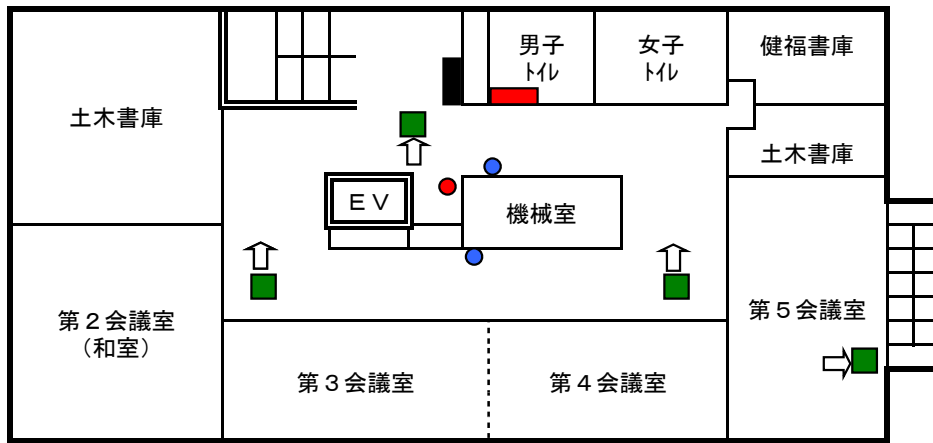 男子
ﾄｲﾚ
女子
ﾄｲﾚ
健福書庫
土木書庫
土木書庫
ＥＶ
機械室
第２会議室
（和室）
第５会議室
第３会議室
第４会議室